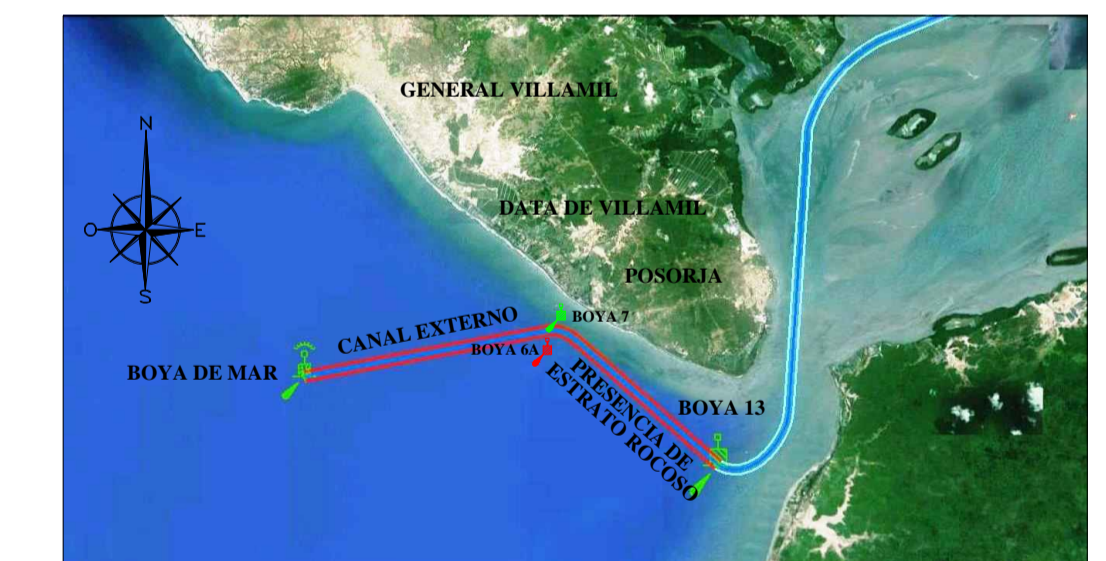 GENERAL VILLAMIL
N
DATA DE VILLAMIL
O
E
POSORJA
S
CANAL EXTERNO
BOYA 7
BOYA 6A
BOYA DE MAR
PRESENCIA DE
ESTRATO ROCOSO
BOYA 13